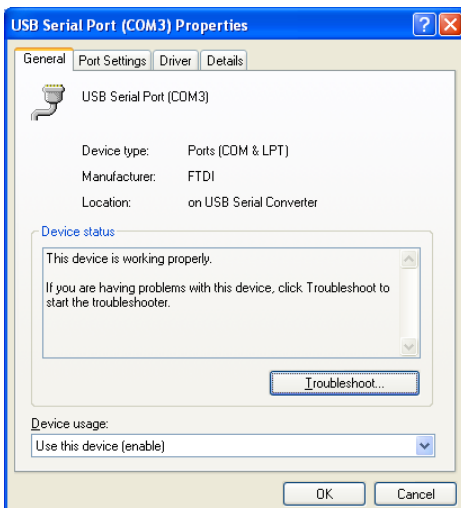 USB Serial Port (COM3) Properties
General Port Settings Driver Details
USB Serial Port (COM3)
Device type: Ports (COM & LPT)
Manufacturer: FTDI
Location: on USB Serial Converter
Device status
This device is working properly.
If you are having problems with this device, click Troubleshoot to
start the troubleshooter.
Troubleshoot...
Device usage:
Use this device (enable)
OK Cancel